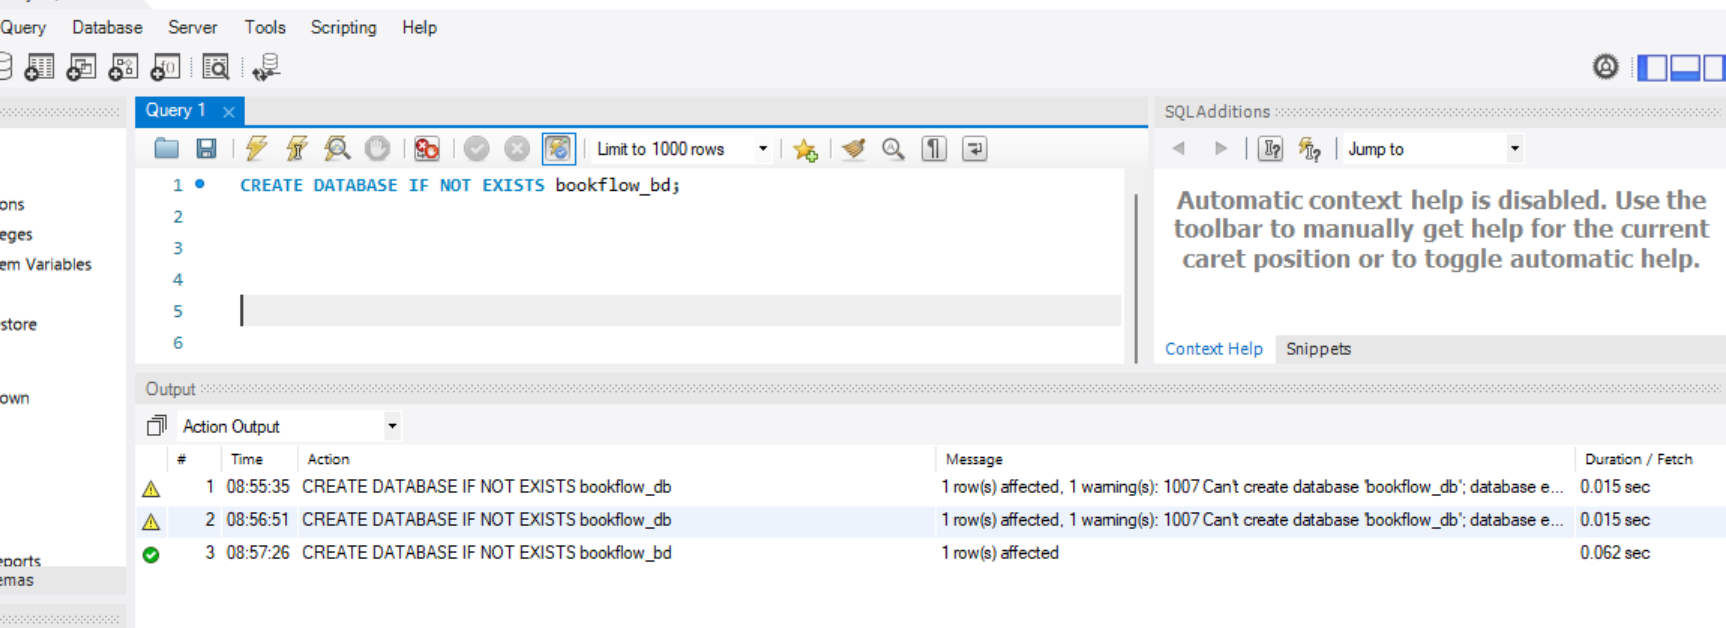 Query Database Server Tools Scripting Help
Query 1
SQLAdditions
Limit to 1000 rows
Jump to
1 CREATE DATABASE IF NOT EXISTS bookflow_bd;
2
3
4
5
6
ons
eges
em Variables
store
own
eports
emas
Automatic context help is disabled. Use the
toolbar to manually get help for the current
caret position or to toggle automatic help.
Context Help Snippets
Output
Action Output
# Time Action Message Duration / Fetch
1 08:55:35 CREATE DATABASE IF NOT EXISTS bookflow_db 1 row(s) affected, 1 warning(s): 1007 Can't create database 'bookflow_db'; database e... 0.015 sec
2 08:56:51 CREATE DATABASE IF NOT EXISTS bookflow_db 1 row(s) affected, 1 warning(s): 1007 Can't create database 'bookflow_db'; database e... 0.015 sec
3 08:57:26 CREATE DATABASE IF NOT EXISTS bookflow_bd 1 row(s) affected 0.062 sec